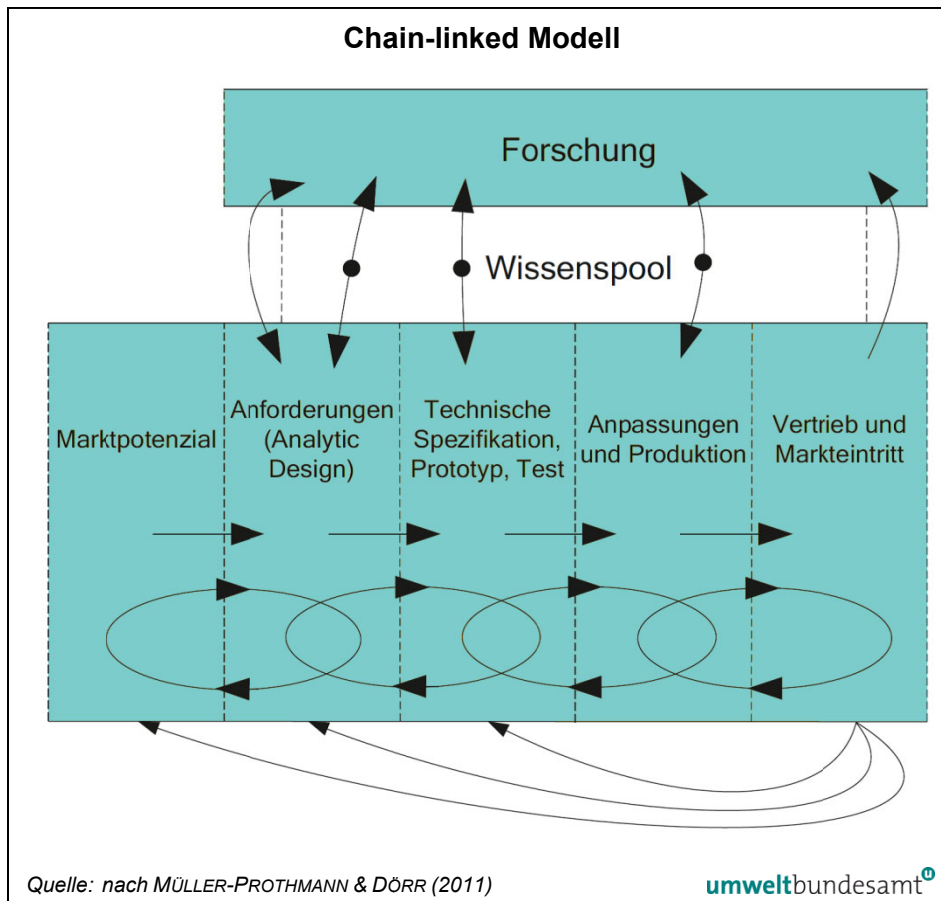 Chain-linked Modell
Forschung
Wissenspool
Marktpotenzial
Anforderungen
(Analytic
Design)
Technische
Spezifikation,
Prototyp, Test
Anpassungen
und Produktion
Vertrieb und
Markteintritt
Quelle: nach MÜLLER-PROTHMANN & DÖRR (2011)
umweltbundesamt